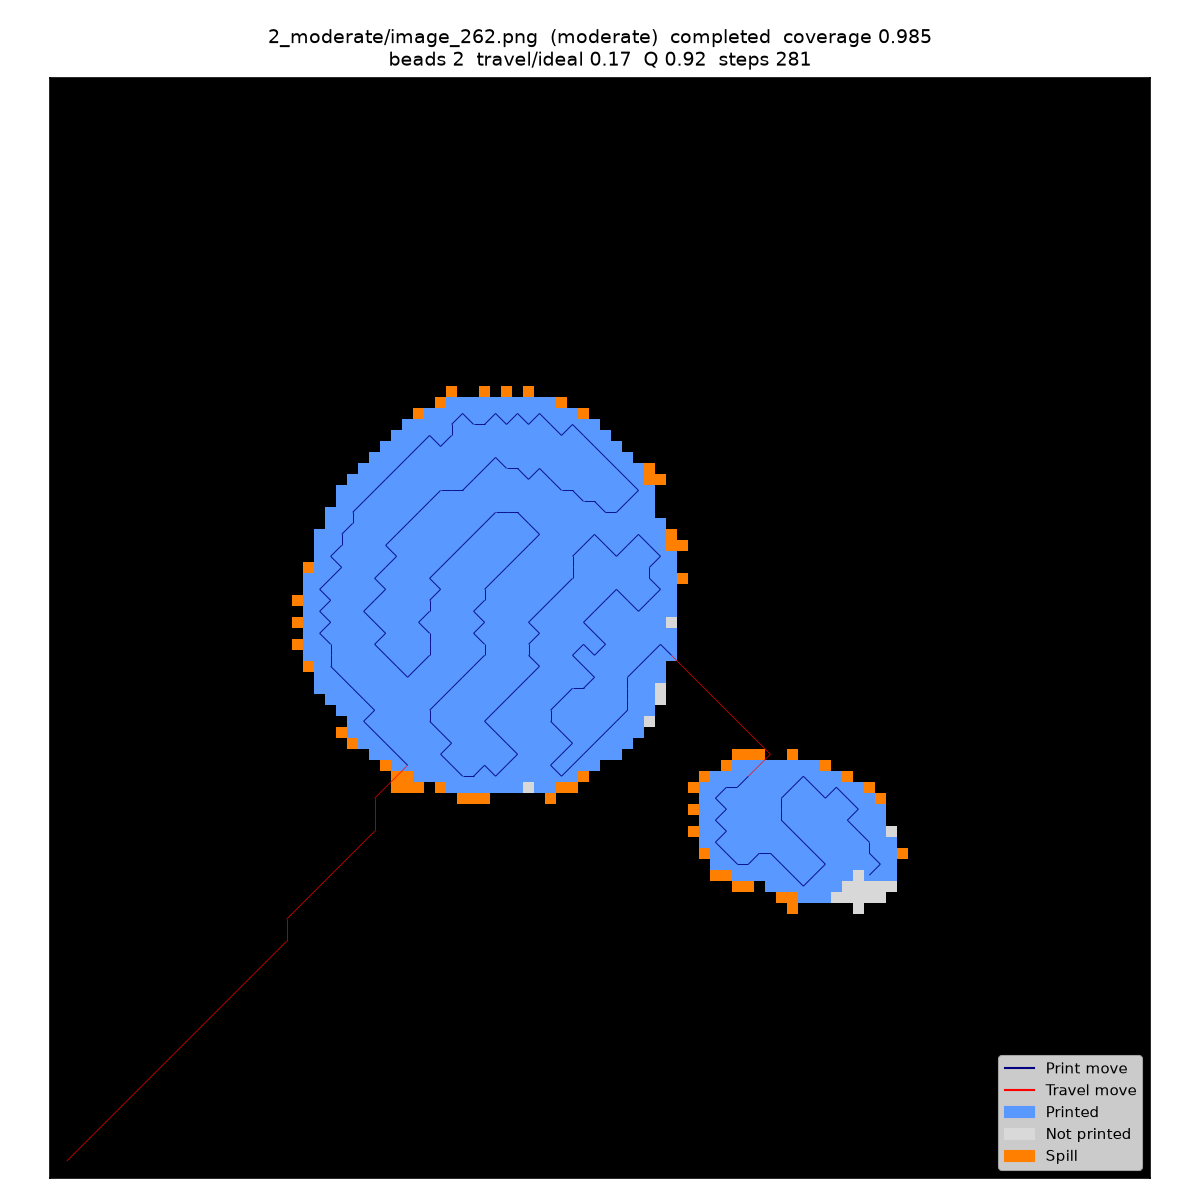 2_moderate/image_262.png  (moderate)  completed  coverage 0.985
beads 2  travel/ideal 0.17  Q 0.92  steps 281
Print move
Travel move
Printed
Not printed
Spill